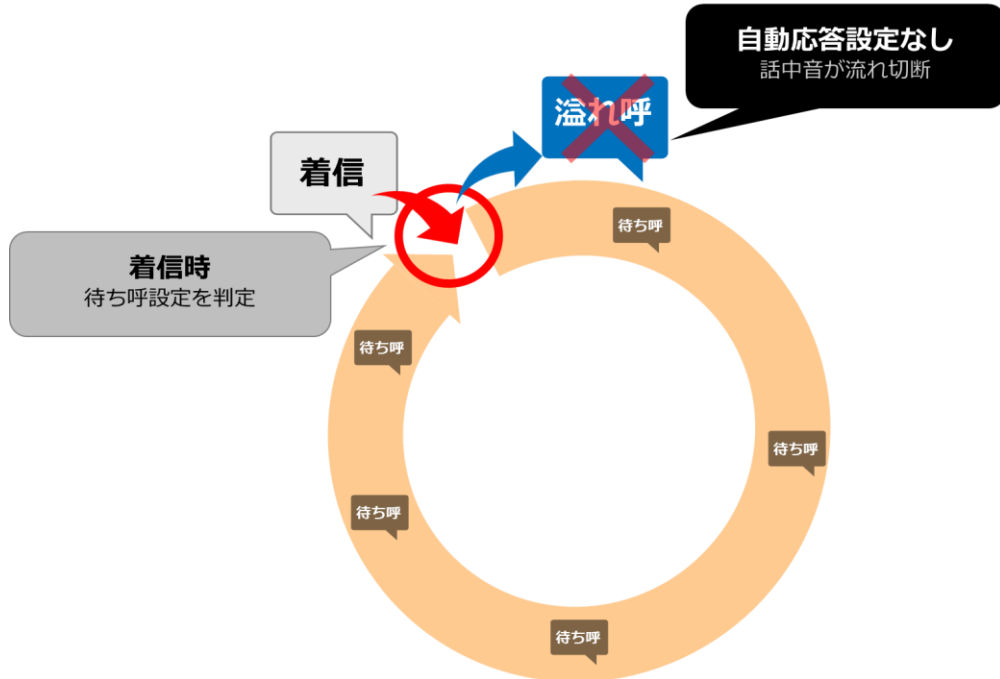 自動応答設定なし
話中音が流れ切断
溢れ呼
着信
着信時
待ち呼設定を判定
待ち呼
待ち呼
待ち呼
待ち呼
待ち呼